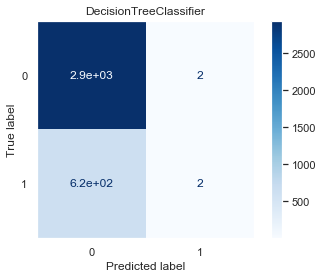 DecisionTreeClassifier
0 2.9e+03 2 2500
2000
True label
1500
1 6.2e+02 2 1000
500
0 1
Predicted label